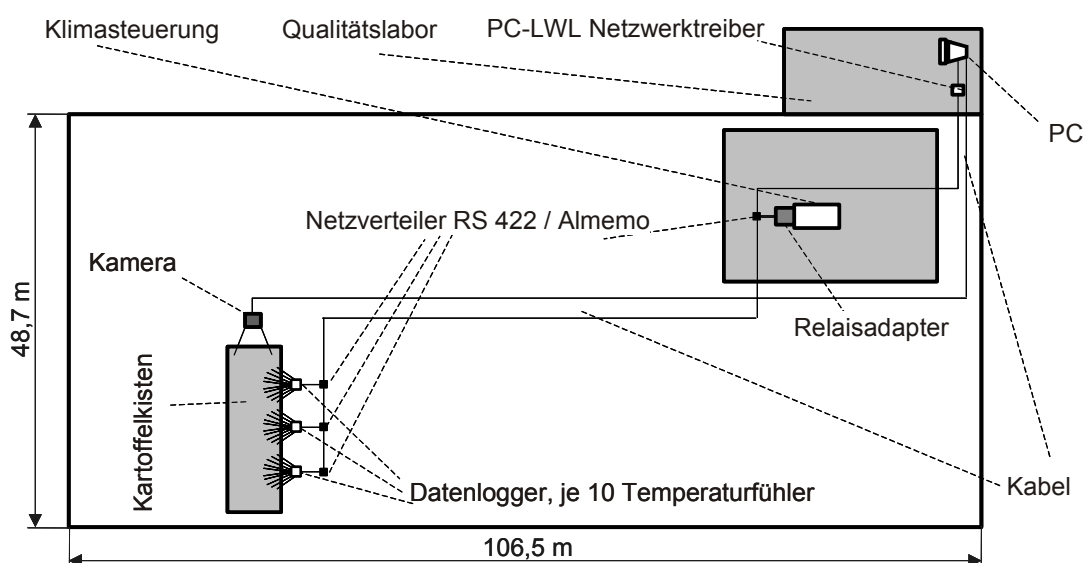 Klimasteuerung
Qualitätslabor
PC-LWL Netzwerktreiber
PC
Netzverteiler RS 422 / Almemo
Kamera
48,7 m
Relaisadapter
Kartoffelkisten
Datenlogger, je 10 Temperaturfühler
Kabel
106,5 m